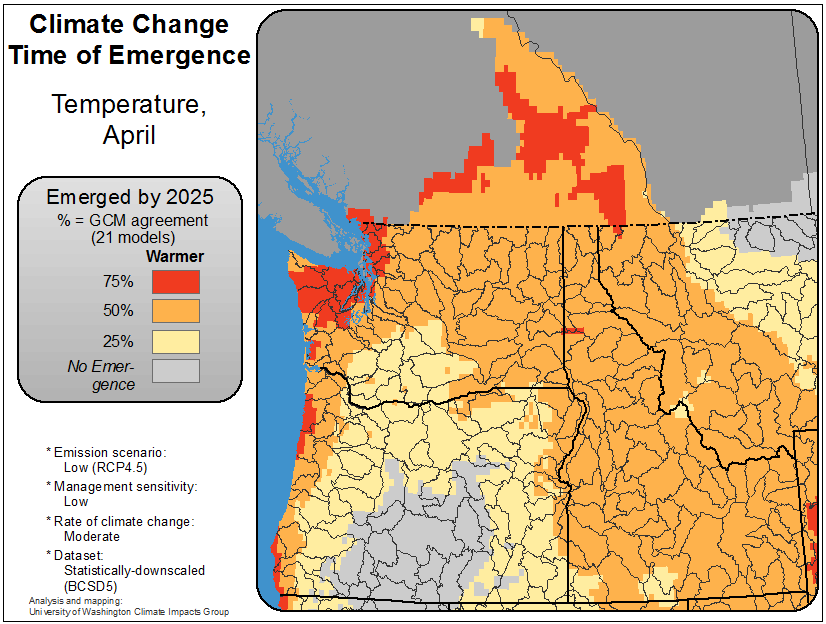 Climate Change
Time of Emergence
Temperature,
April
Emerged by 2025
% = GCM agreement
(21 models)
Warmer
75%
50%
25%
No Emer-
gence
* Emission scenario:
Low (RCP4.5)
* Management sensitivity:
Low
* Rate of climate change:
Moderate
* Dataset:
Statistically-downscaled
(BCSD5)
Analysis and mapping:
University of Washington Climate Impacts Group